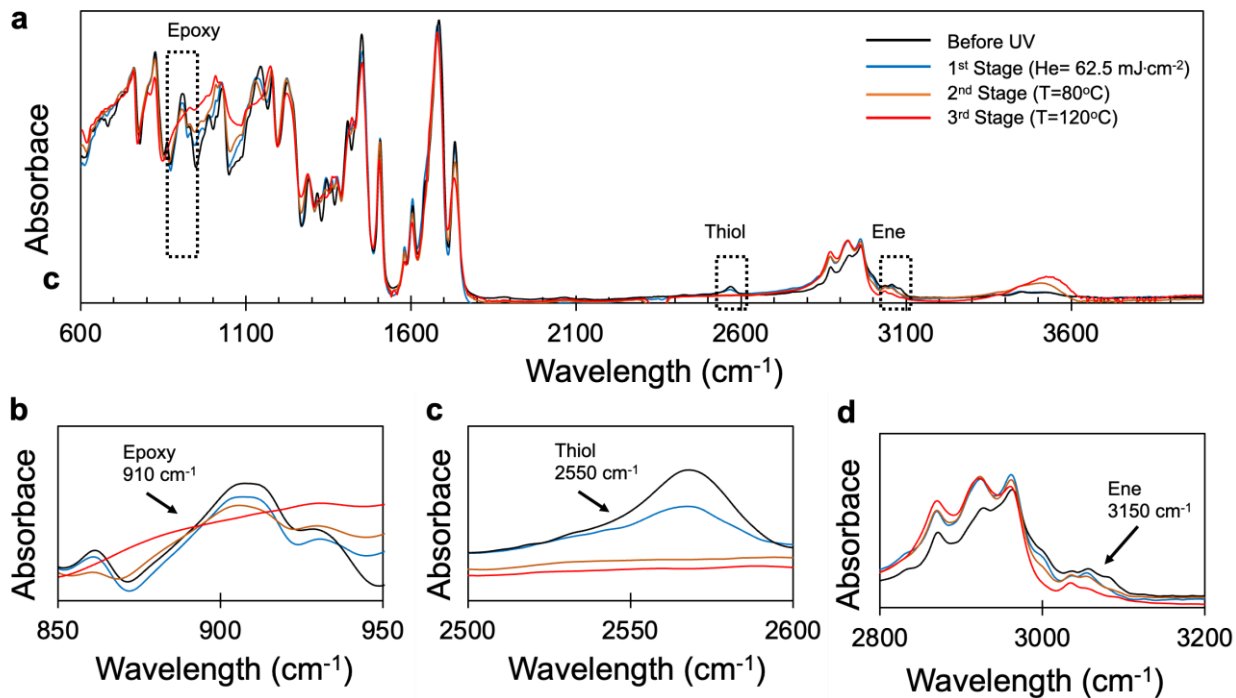 a
Epoxy
Before UV
1st Stage (He= 62.5 mJ·cm-2)
2nd Stage (T=80oC)
3rd Stage (T=120oC)
Absorbace
Thiol
Ene
c
600 1100 1600 2100 2600 3100 3600
Wavelength (cm-1)
b
Epoxy
910 cm-1
Absorbace
850 900 950
Wavelength (cm-1)
c
Thiol
2550 cm-1
Absorbace
2500 2550 2600
Wavelength (cm-1)
d
Ene
3150 cm-1
Absorbace
2800 3000 3200
Wavelength (cm-1)